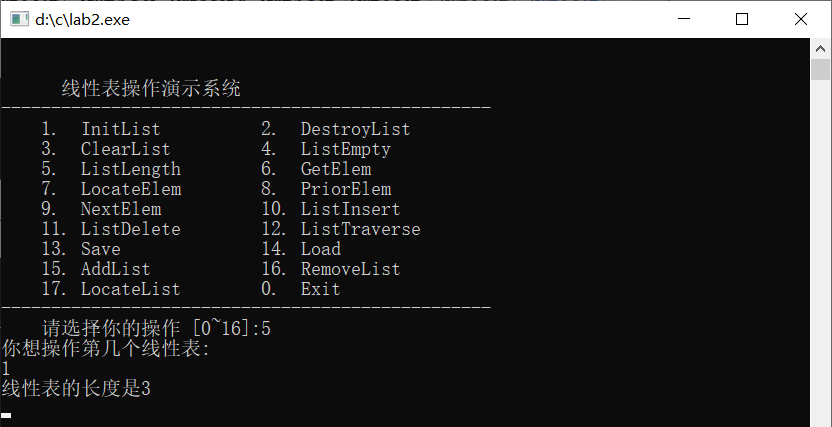 d:\c\lab2.exe
线性表操作演示系统
-------------------------------------------------
1. InitList 2. DestroyList
3. ClearList 4. ListEmpty
5. ListLength 6. GetElem
7. LocateElem 8. PriorElem
9. NextElem 10. ListInsert
11. ListDelete 12. ListTraverse
13. Save 14. Load
15. AddList 16. RemoveList
17. LocateList 0. Exit
-------------------------------------------------
请选择你的操作 [0~16]:5
你想操作第几个线性表:
1
线性表的长度是3